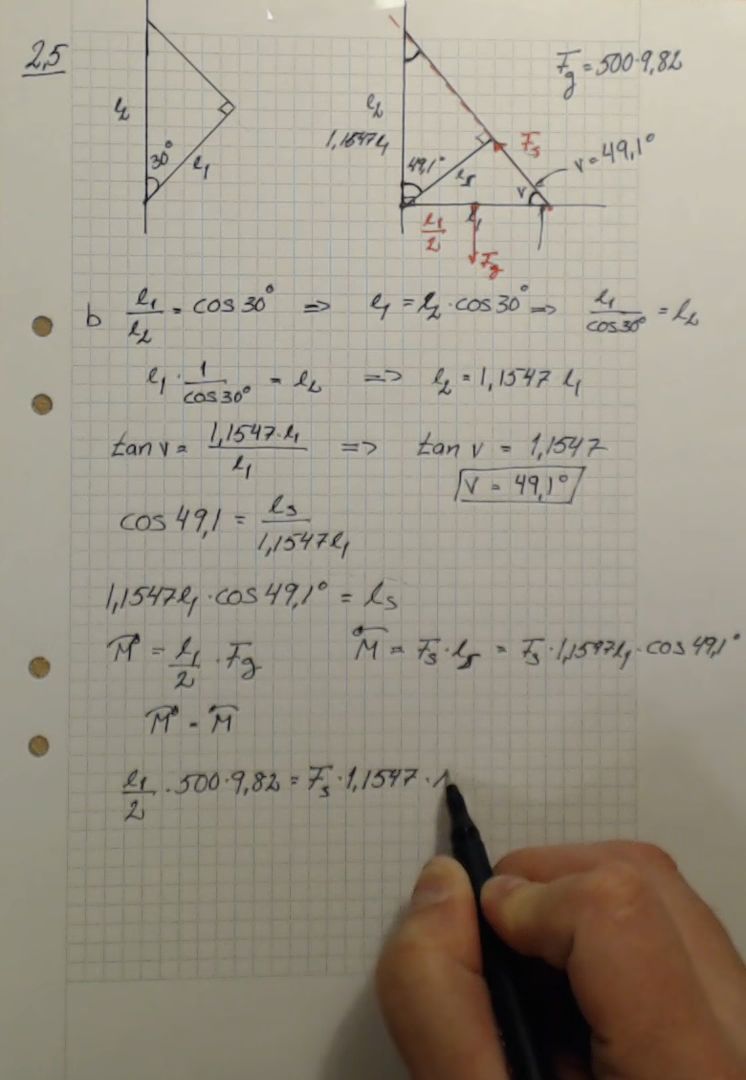 2,5
l₂
30°
l₁
l₂
1,1547l₁
49,1°
lₛ
l₁/2
l₁
Fg
Fₛ
v
v = 49,1°
Fg = 500·9,82
b l₁/l₂ = cos 30° => l₁ = l₂ · cos 30° => l₁/cos30° = l₂
l₁ · 1/cos30° = l₂ => l₂ = 1,1547 l₁
tan v = 1,1547·l₁/l₁ => tan v = 1,1547
v = 49,1°
cos 49,1 = lₛ/1,1547l₁
1,1547l₁ · cos 49,1° = lₛ
M = l₁/2 · Fg M = Fₛ · lₛ = Fₛ · 1,1547l₁ · cos 49,1°
M = M
l₁/2 · 500·9,82 = Fₛ · 1,1547 ·